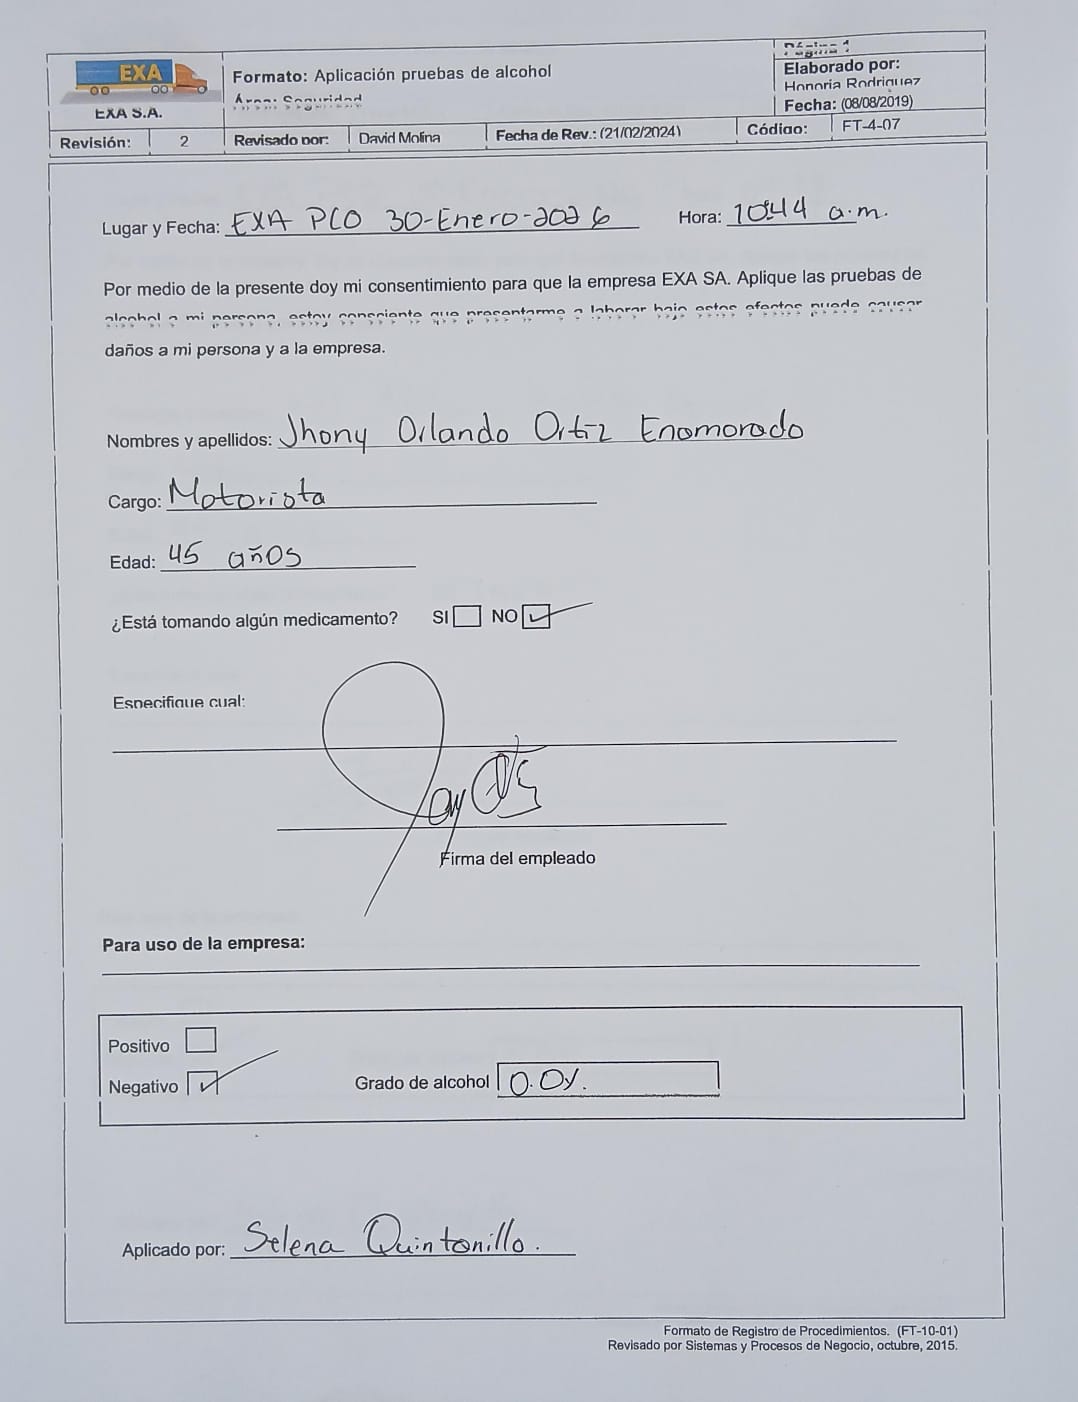 EXA
EXA S.A.
Formato: Aplicación pruebas de alcohol
Área: Seguridad
Página 1
Elaborado por:
Honoria Rodriguez
Fecha: (08/08/2019)
Revisión: 2 Revisado por: David Molina Fecha de Rev.: (21/02/2024) Código: FT-4-07
Lugar y Fecha: EXA PCO 30-Enero-2026 Hora: 10:44 a.m.
Por medio de la presente doy mi consentimiento para que la empresa EXA SA. Aplique las pruebas de
alcohol a mi persona, estoy consciente que presentarme a laborar bajo estos efectos puede causar
daños a mi persona y a la empresa.
Nombres y apellidos: Jhony Orlando Ortiz Enamorado
Cargo: Motorista
Edad: 45 años
¿Está tomando algún medicamento? SI NO
Especifique cual:
Firma del empleado
Para uso de la empresa:
Positivo
Negativo
Grado de alcohol 0.0%.
Aplicado por: Selena Quintanilla.
Formato de Registro de Procedimientos. (FT-10-01)
Revisado por Sistemas y Procesos de Negocio, octubre, 2015.